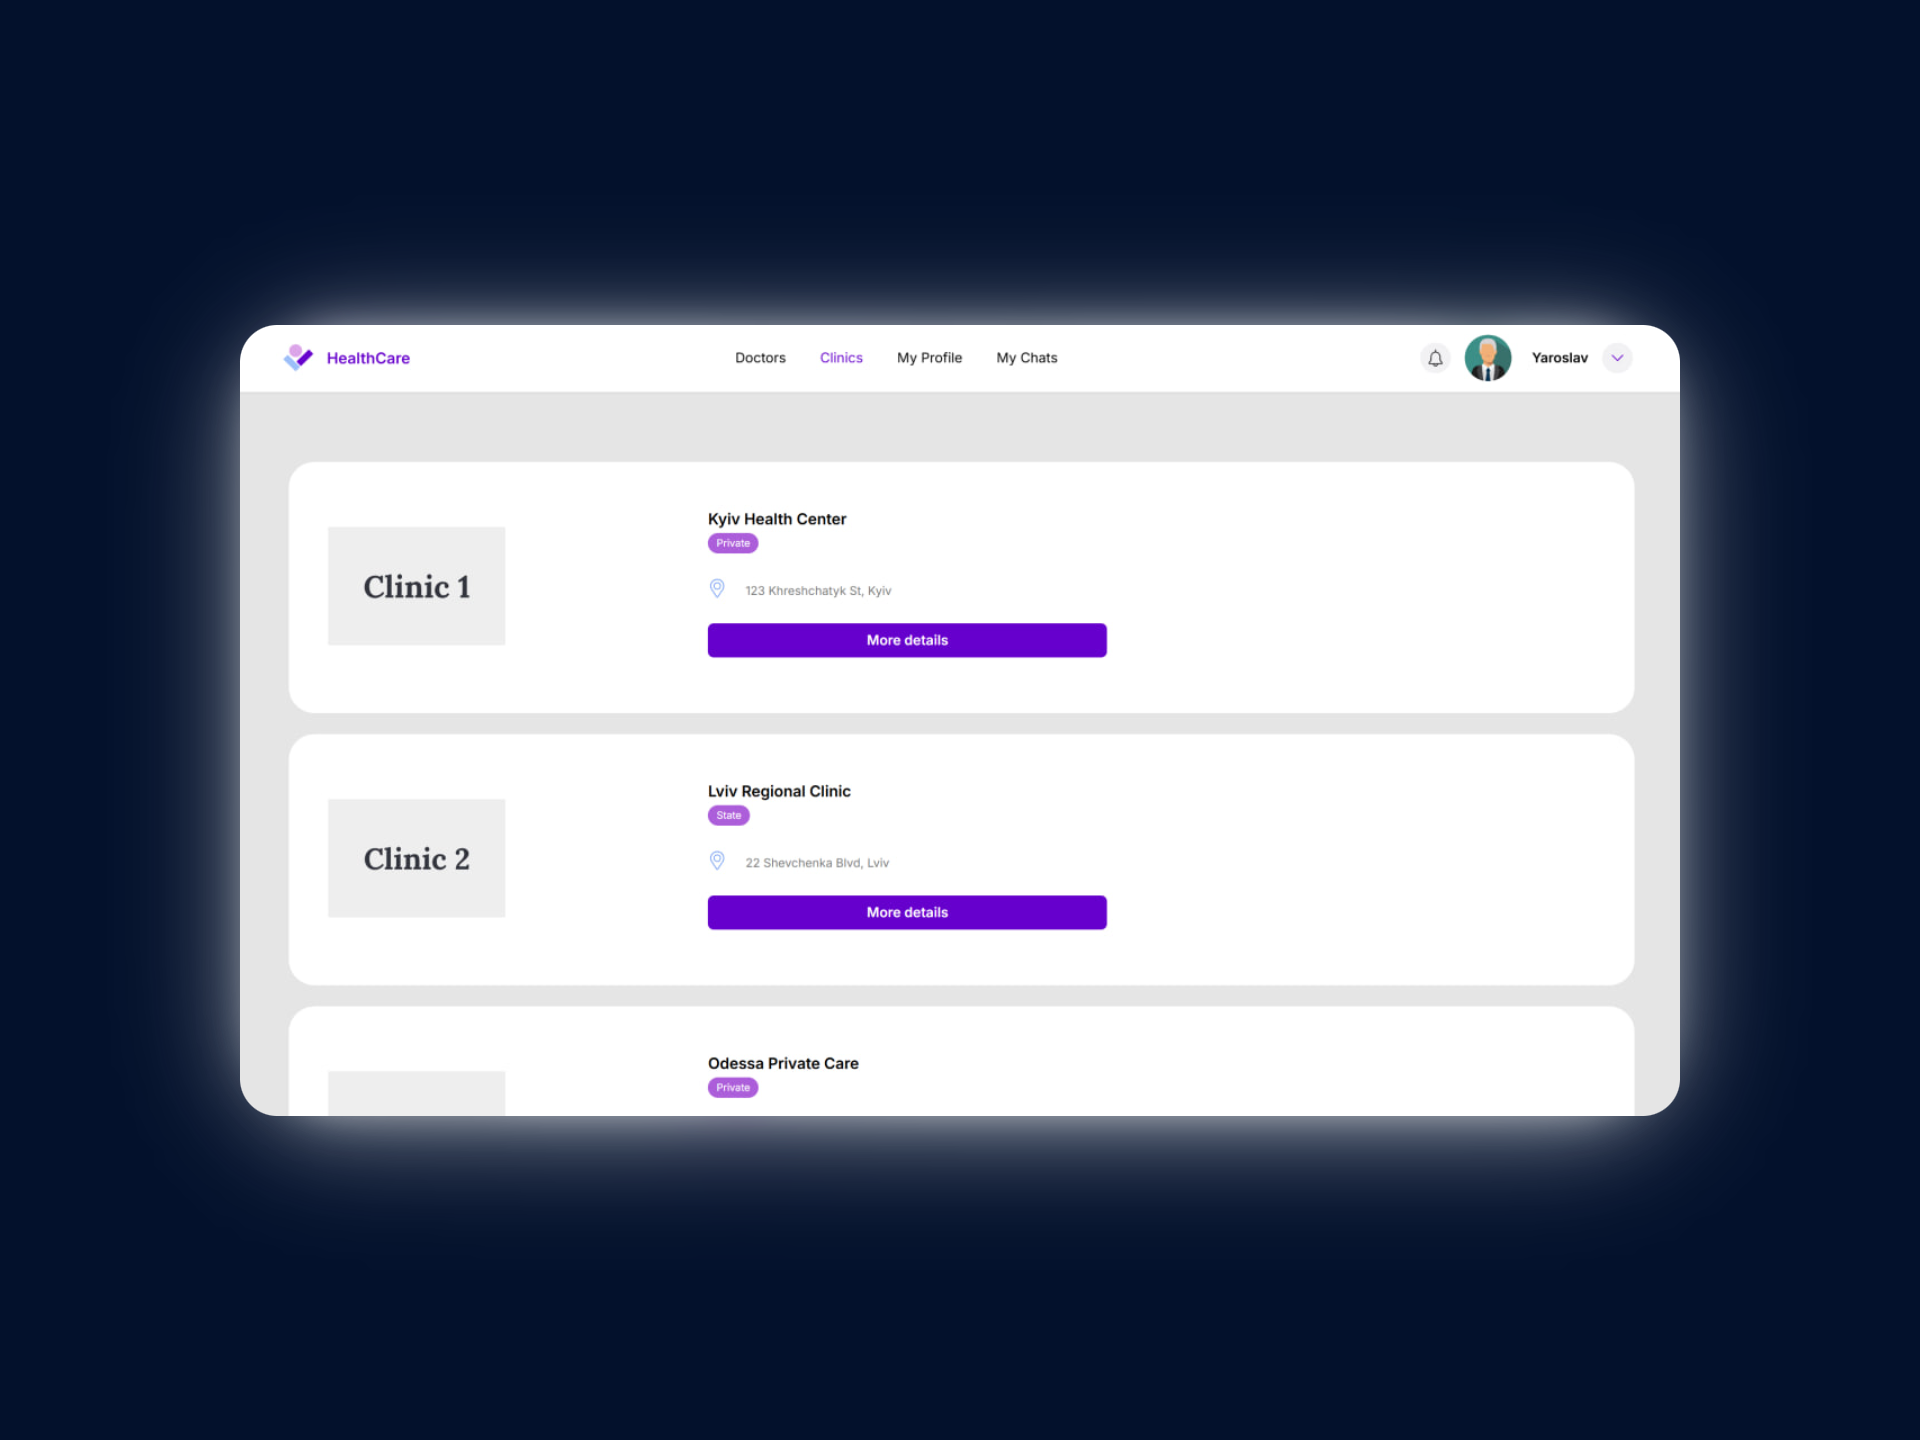 HealthCare
Doctors Clinics My Profile My Chats
Yaroslav
Clinic 1
Kyiv Health Center
Private
123 Khreshchatyk St, Kyiv
More details
Clinic 2
Lviv Regional Clinic
State
22 Shevchenka Blvd, Lviv
More details
Odessa Private Care
Private